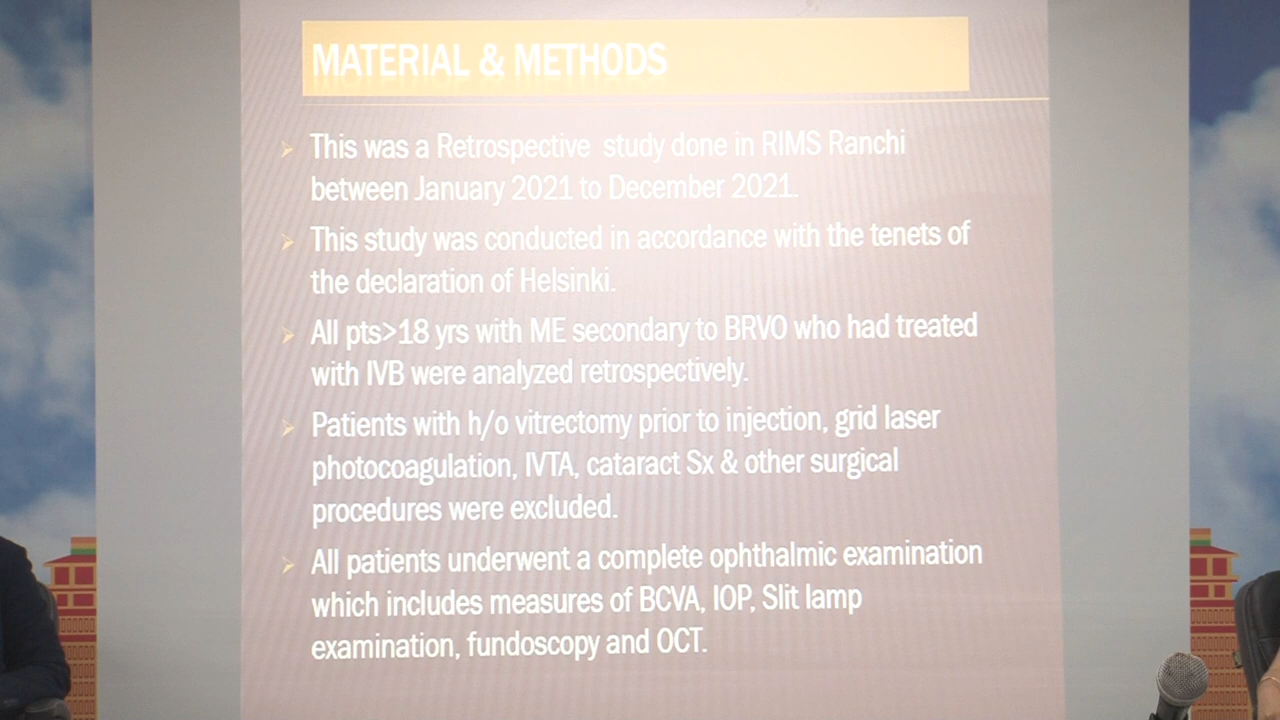 MATERIAL & METHODS
This was a Retrospective study done in RIMS Ranchi
between January 2021 to December 2021.
This study was conducted in accordance with the tenets of
the declaration of Helsinki.
All pts>18 yrs with ME secondary to BRVO who had treated
with IVB were analyzed retrospectively.
Patients with h/o vitrectomy prior to injection, grid laser
photocoagulation, IVTA, cataract Sx & other surgical
procedures were excluded.
All patients underwent a complete ophthalmic examination
which includes measures of BCVA, IOP, Slit lamp
examination, fundoscopy and OCT.